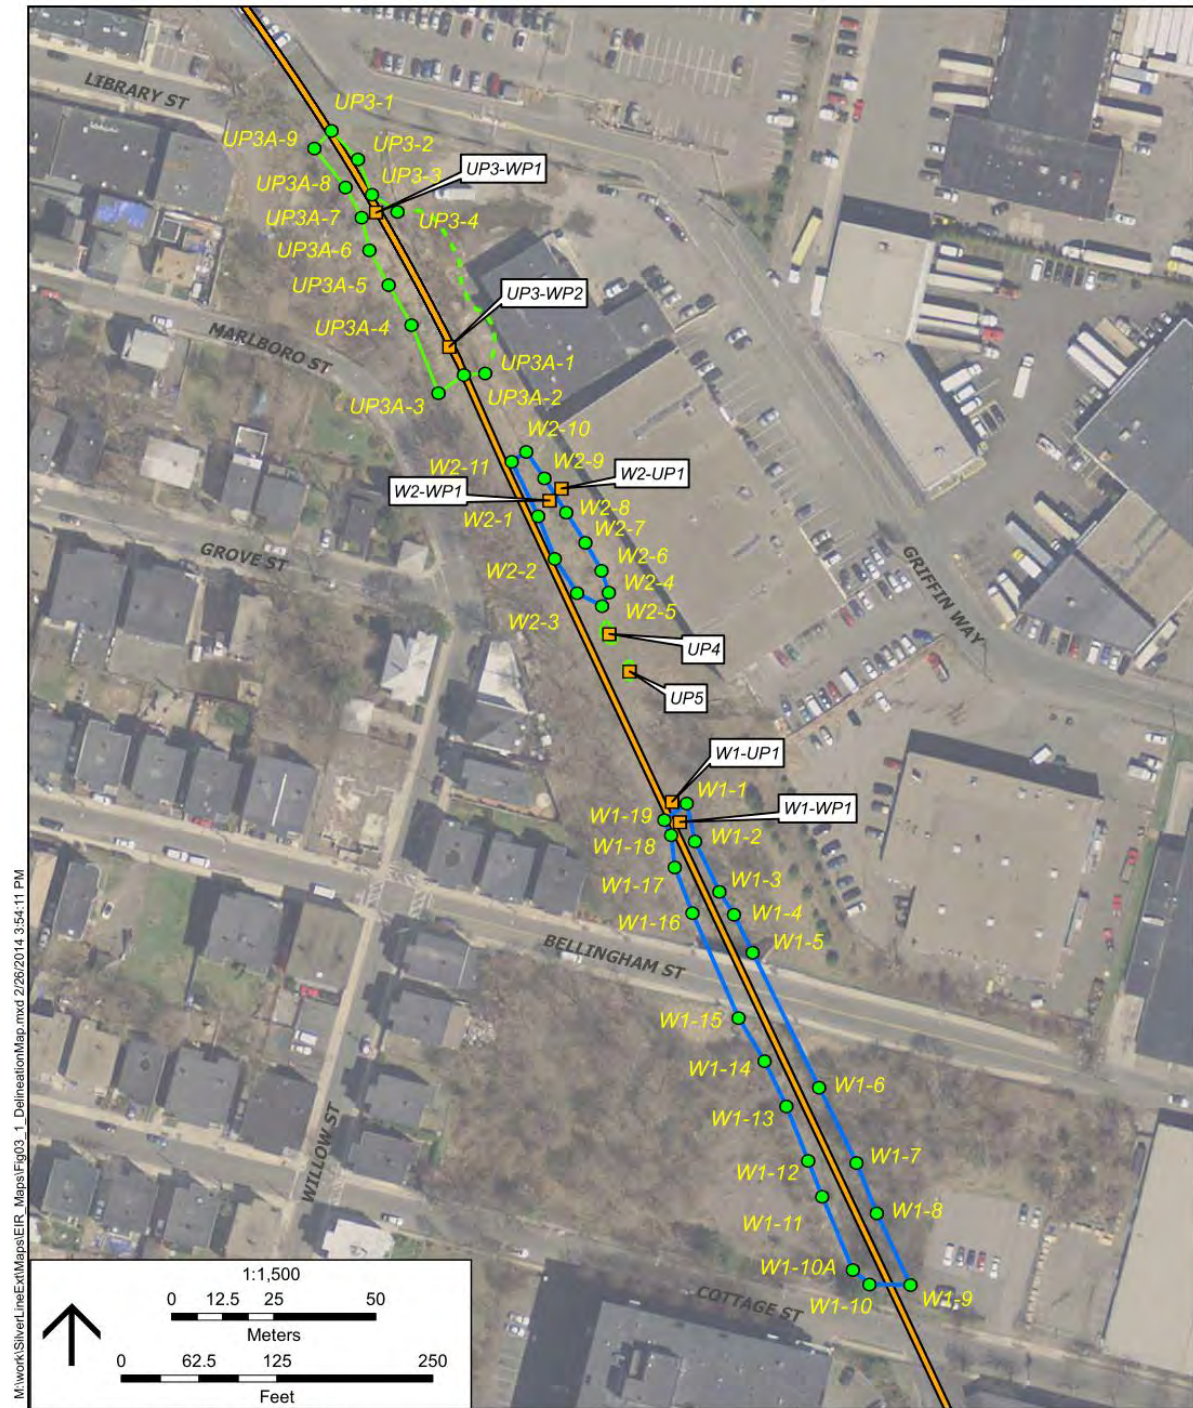 LIBRARY ST
UP3-1
UP3A-9
UP3-2
UP3-WP1
UP3A-8
UP3-3
UP3A-7
UP3-4
UP3A-6
UP3A-5
UP3-WP2
UP3A-4
MARLBORO ST
UP3A-1
UP3A-2
UP3A-3
W2-10
W2-11
W2-9
W2-UP1
W2-WP1
W2-8
W2-1
W2-7
GROVE ST
W2-6
W2-2
W2-4
W2-5
W2-3
GRIFFIN WAY
UP4
UP5
W1-UP1
W1-1
W1-WP1
W1-19
W1-2
W1-18
W1-17
W1-3
W1-16
W1-4
W1-5
BELLINGHAM ST
W1-15
W1-14
W1-6
W1-13
W1-7
W1-12
WILLOW ST
W1-8
W1-11
W1-10A
W1-10
W1-9
COTTAGE ST
1:1,500
0 12.5 25 50
Meters
0 62.5 125 250
Feet
M:\work\SilverLineExt\Maps\EIR_Maps\Fig03_1_DelineationMap.mxd 2/26/2014 3:54:11 PM